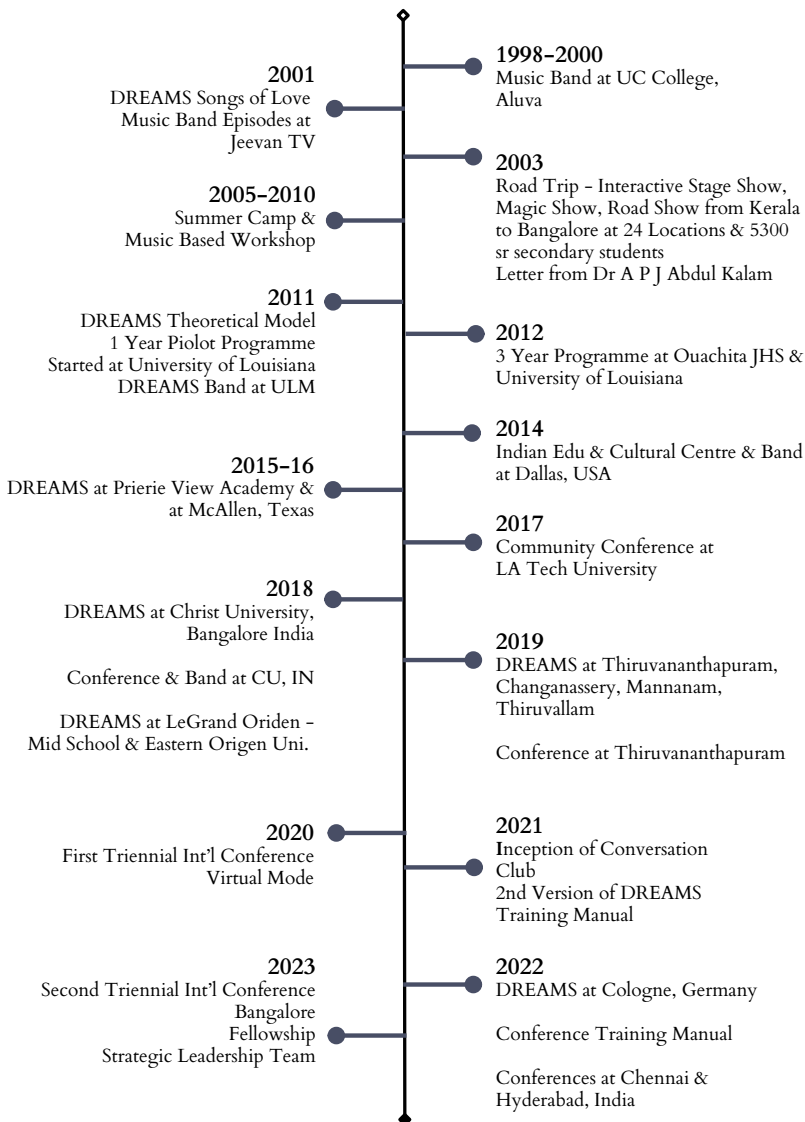 1998-2000
Music Band at UC College,
Aluva
2001
DREAMS Songs of Love
Music Band Episodes at
Jeevan TV
2003
Road Trip - Interactive Stage Show,
Magic Show, Road Show from Kerala
to Bangalore at 24 Locations & 5300
sr secondary students
Letter from Dr A P J Abdul Kalam
2005-2010
Summer Camp &
Music Based Workshop
2011
DREAMS Theoretical Model
1 Year Piolot Programme
Started at University of Louisiana
DREAMS Band at ULM
2012
3 Year Programme at Ouachita JHS &
University of Louisiana
2014
Indian Edu & Cultural Centre & Band
at Dallas, USA
2015-16
DREAMS at Prierie View Academy &
at McAllen, Texas
2017
Community Conference at
LA Tech University
2018
DREAMS at Christ University,
Bangalore India
Conference & Band at CU, IN
DREAMS at LeGrand Oriden -
Mid School & Eastern Origen Uni.
2019
DREAMS at Thiruvananthapuram,
Changanassery, Mannanam,
Thiruvallam
Conference at Thiruvananthapuram
2020
First Triennial Int'l Conference
Virtual Mode
2021
Inception of Conversation
Club
2nd Version of DREAMS
Training Manual
2022
DREAMS at Cologne, Germany
Conference Training Manual
Conferences at Chennai &
Hyderabad, India
2023
Second Triennial Int'l Conference
Bangalore
Fellowship
Strategic Leadership Team